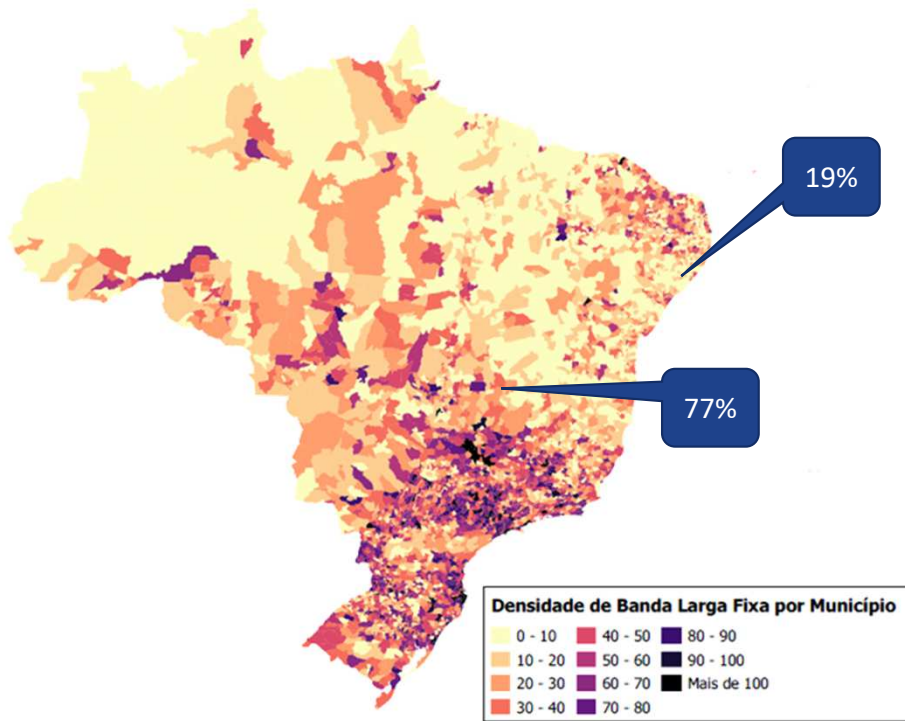 19%
77%
Densidade de Banda Larga Fixa por Município
0 - 10 40 - 50 80 - 90
10 - 20 50 - 60 90 - 100
20 - 30 60 - 70 Mais de 100
30 - 40 70 - 80